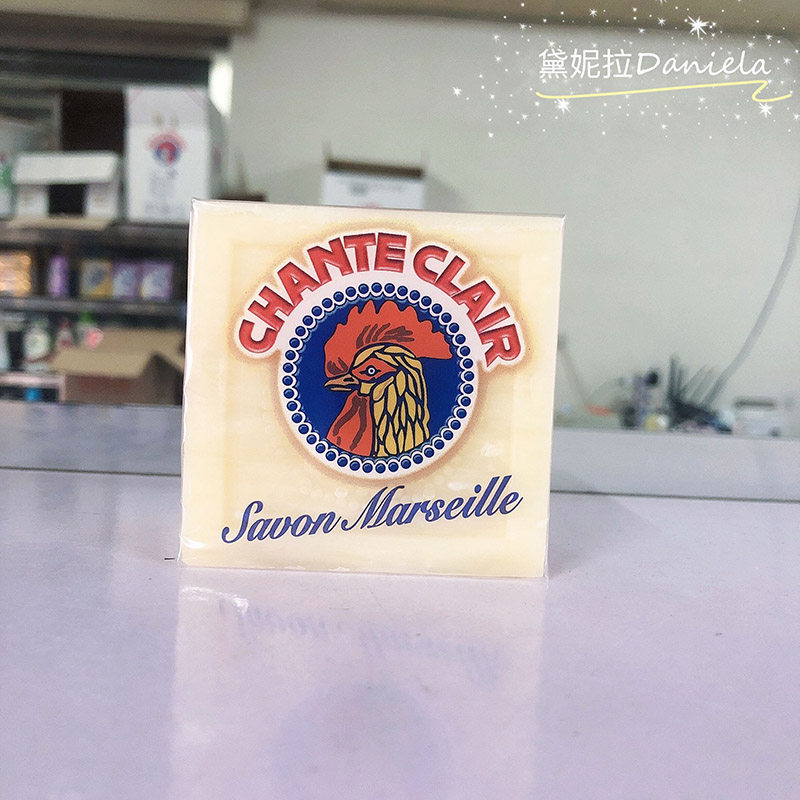 黛妮拉Daniela
CHANTE CLAIR
Savon Marseille